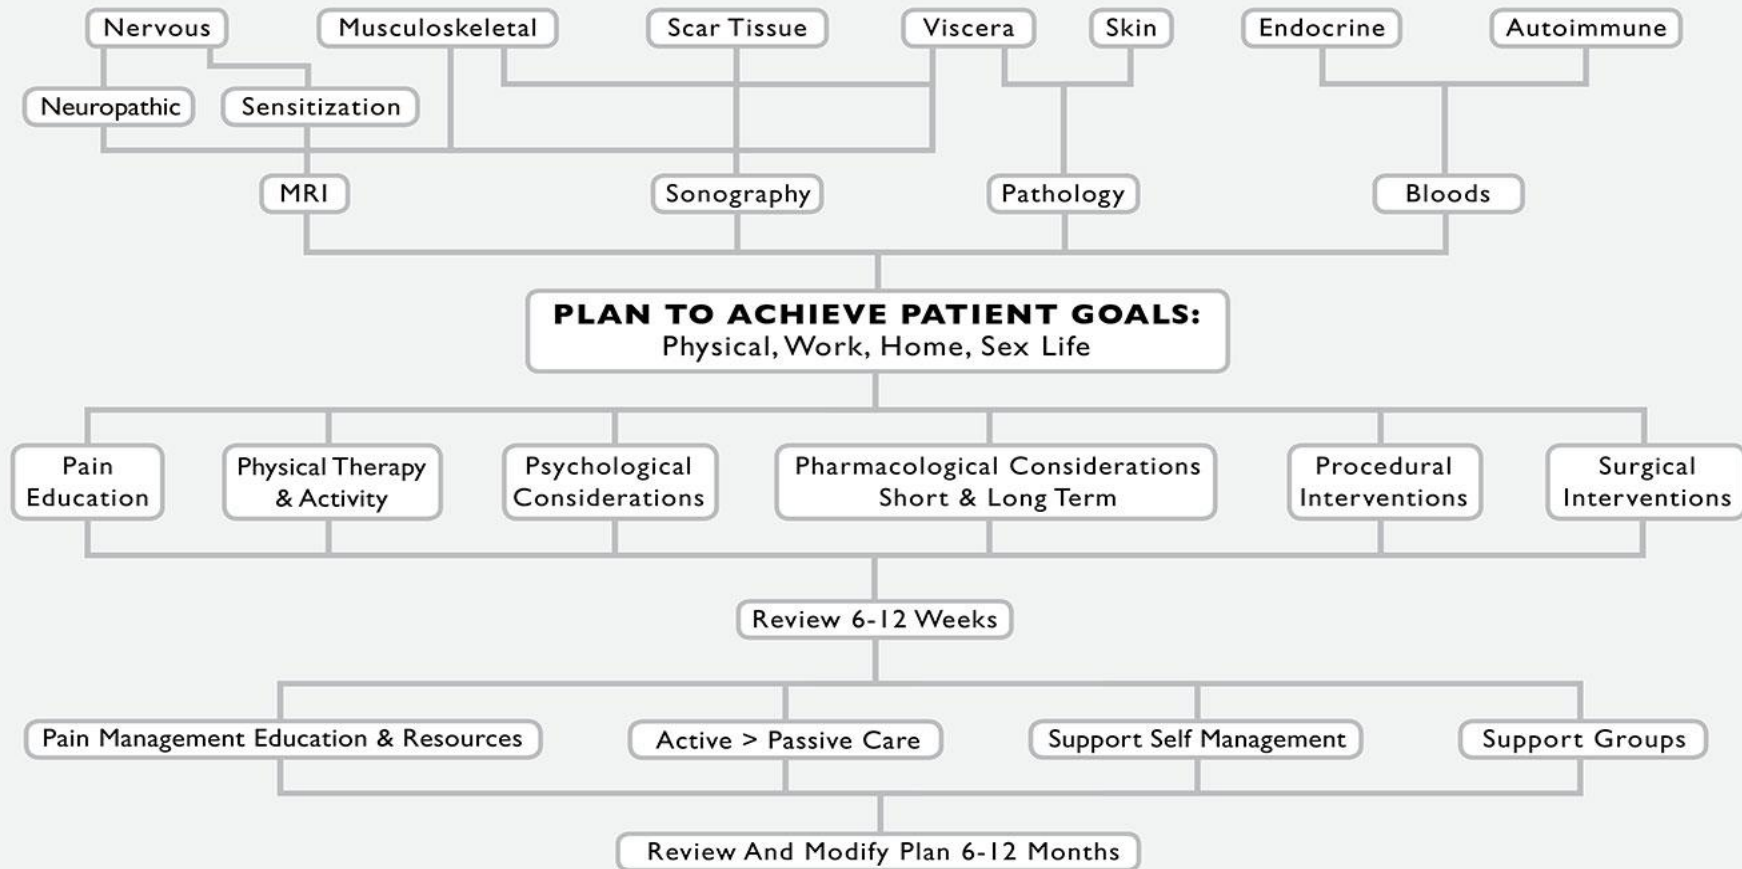 Nervous
Musculoskeletal
Scar Tissue
Viscera
Skin
Endocrine
Autoimmune
Neuropathic
Sensitization
MRI
Sonography
Pathology
Bloods
PLAN TO ACHIEVE PATIENT GOALS:
Physical, Work, Home, Sex Life
Pain
Education
Physical Therapy
& Activity
Psychological
Considerations
Pharmacological Considerations
Short & Long Term
Procedural
Interventions
Surgical
Interventions
Review 6-12 Weeks
Pain Management Education & Resources
Active > Passive Care
Support Self Management
Support Groups
Review And Modify Plan 6-12 Months